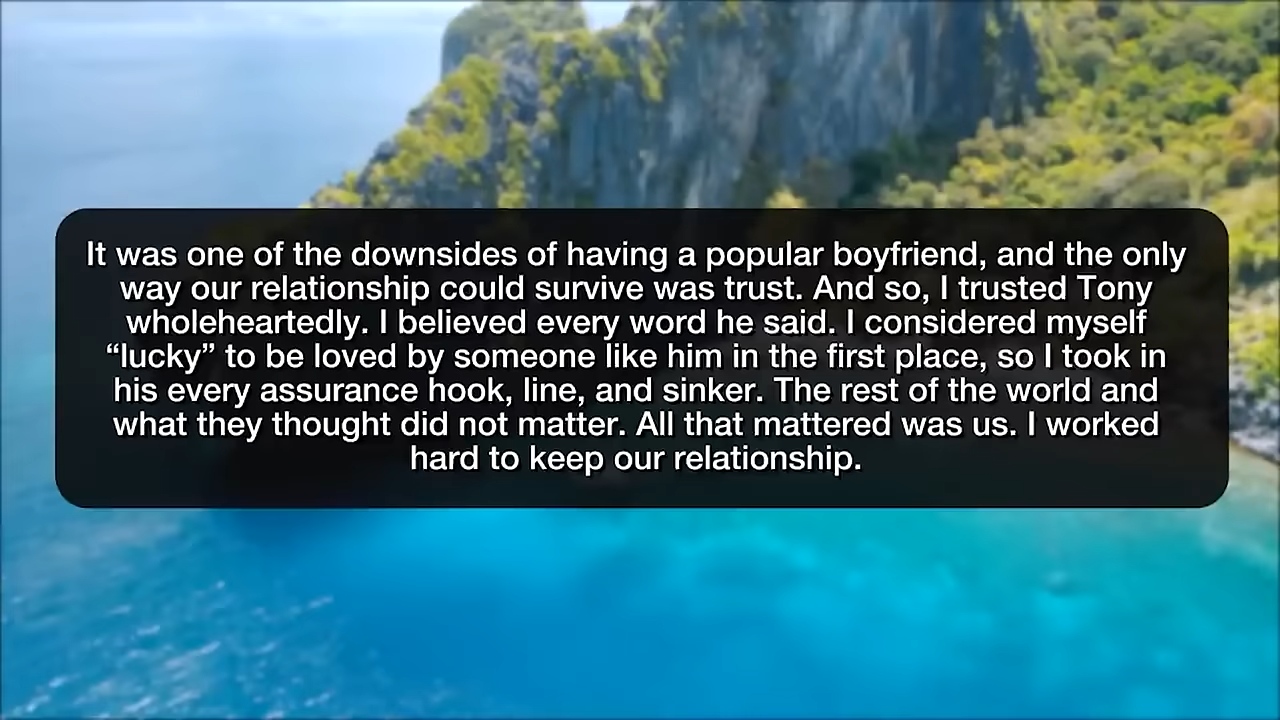 It was one of the downsides of having a popular boyfriend, and the only
way our relationship could survive was trust. And so, I trusted Tony
wholeheartedly. I believed every word he said. I considered myself
“lucky” to be loved by someone like him in the first place, so I took in
his every assurance hook, line, and sinker. The rest of the world and
what they thought did not matter. All that mattered was us. I worked
hard to keep our relationship.